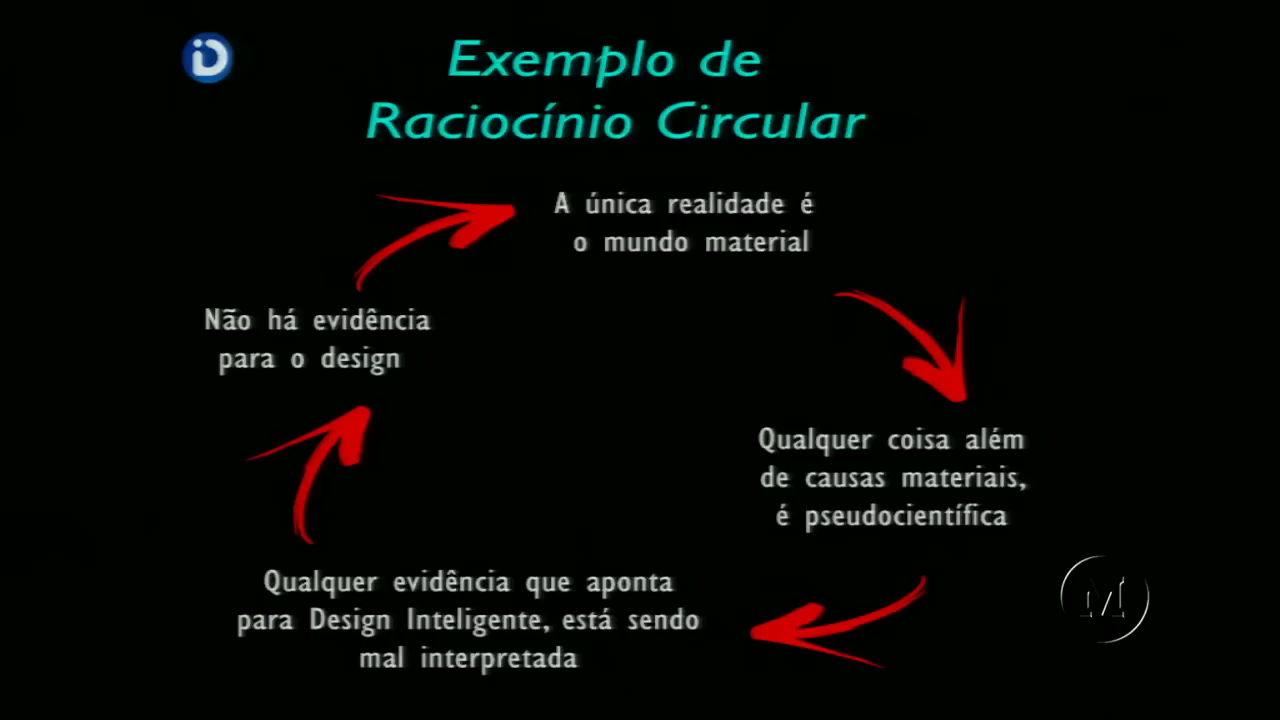 Exemplo de
Raciocínio Circular
A única realidade é
o mundo material
Qualquer coisa além
de causas materiais,
é pseudocientífica
Qualquer evidência que aponta
para Design Inteligente, está sendo
mal interpretada
Não há evidência
para o design
iD
M